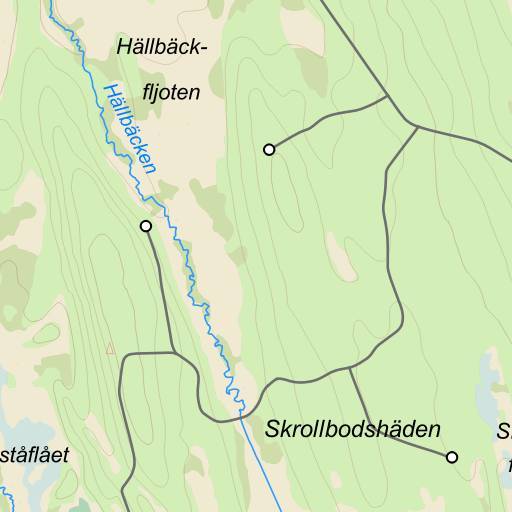 Hällbäck-
fljoten
Hällbäcken
Skrollbodshäden
ståflået